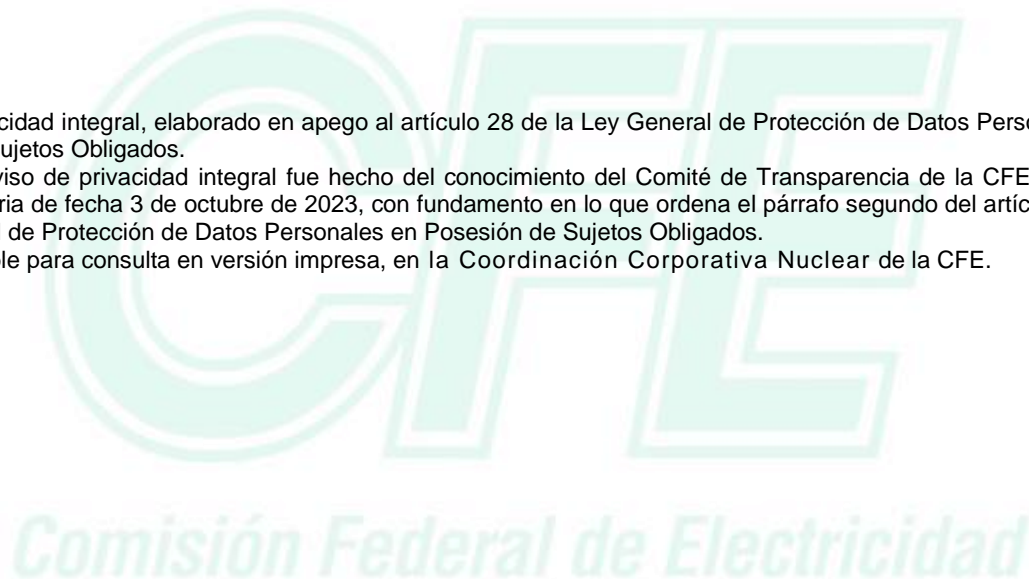 cidad integral, elaborado en apego al artículo 28 de la Ley General de Protección de Datos Perso
ujetos Obligados.
viso de privacidad integral fue hecho del conocimiento del Comité de Transparencia de la CFE
ria de fecha 3 de octubre de 2023, con fundamento en lo que ordena el párrafo segundo del artíc
l de Protección de Datos Personales en Posesión de Sujetos Obligados.
ole para consulta en versión impresa, en la Coordinación Corporativa Nuclear de la CFE.
CFE
Comisión Federal de Electricidad